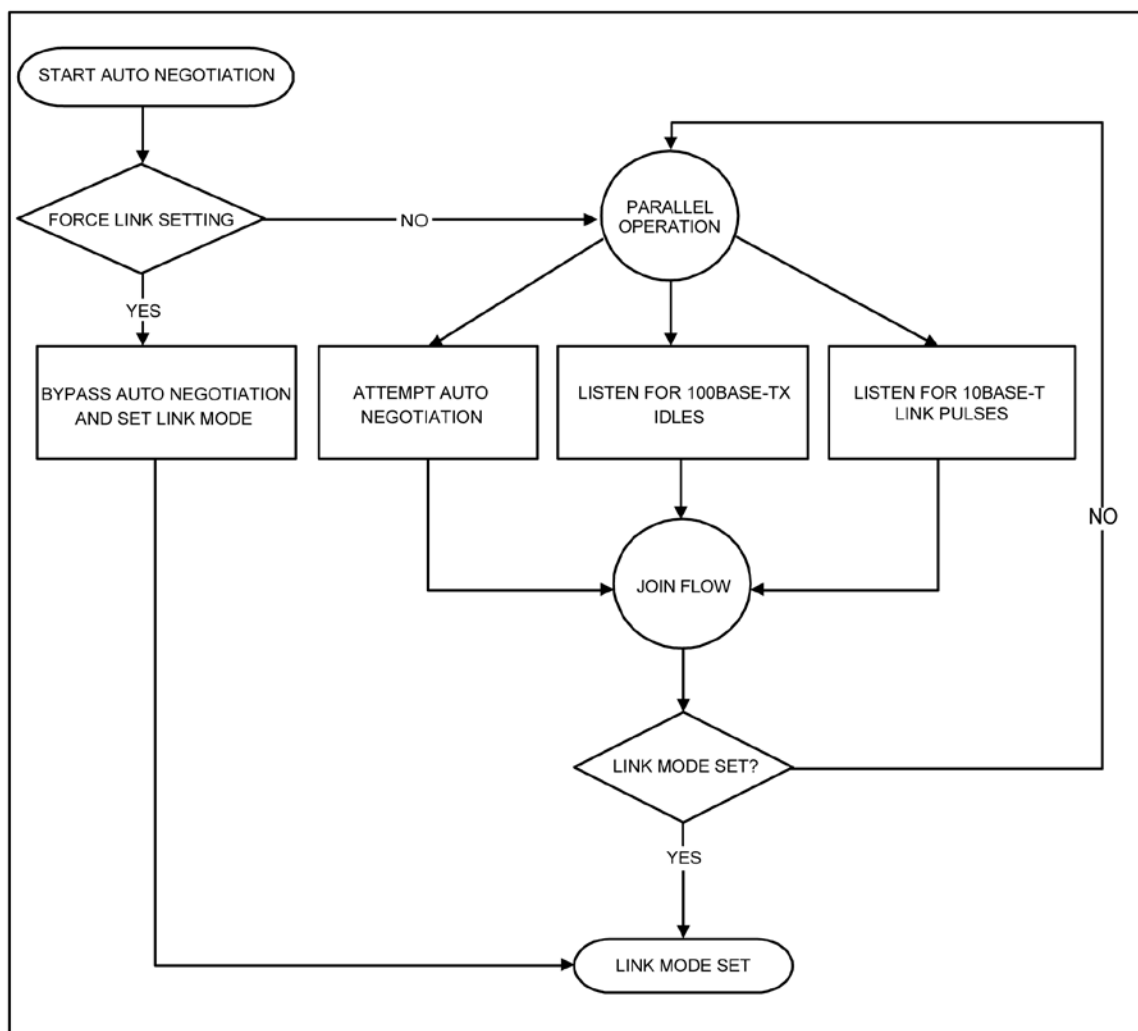 START AUTO NEGOTIATION
FORCE LINK SETTING
NO
PARALLEL
OPERATION
YES
BYPASS AUTO NEGOTIATION
AND SET LINK MODE
ATTEMPT AUTO
NEGOTIATION
LISTEN FOR 100BASE-TX
IDLES
LISTEN FOR 10BASE-T
LINK PULSES
NO
JOIN FLOW
LINK MODE SET?
YES
LINK MODE SET